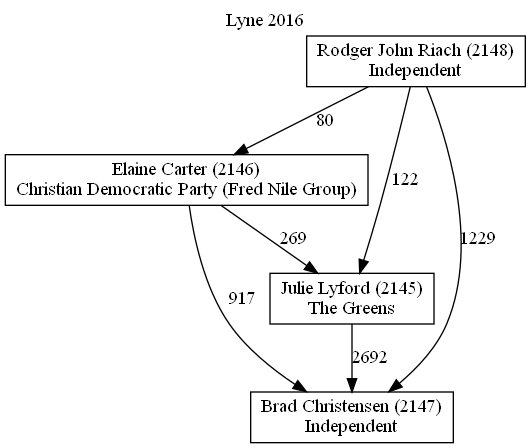 Lyne 2016
Rodger John Riach (2148)
Independent
80
Elaine Carter (2146)
Christian Democratic Party (Fred Nile Group)
122
269
1229
Julie Lyford (2145)
The Greens
917
2692
Brad Christensen (2147)
Independent